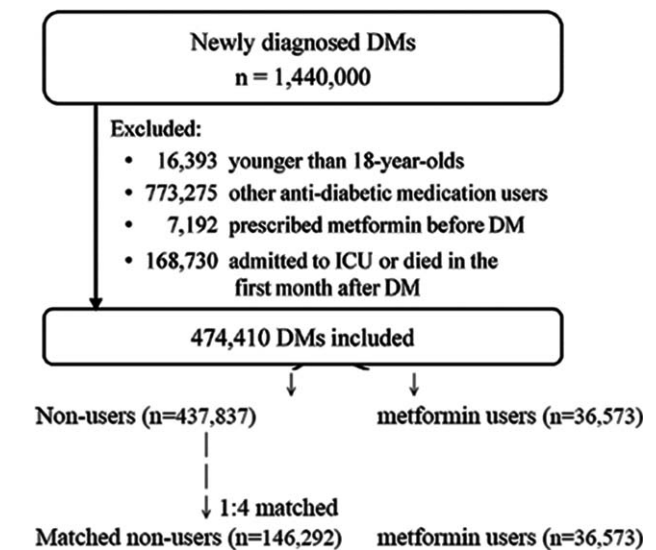 Newly diagnosed DMs
n = 1,440,000
Excluded:
• 16,393 younger than 18-year-olds
• 773,275 other anti-diabetic medication users
• 7,192 prescribed metformin before DM
• 168,730 admitted to ICU or died in the
first month after DM
474,410 DMs included
Non-users (n=437,837) metformin users (n=36,573)
1:4 matched
Matched non-users (n=146,292) metformin users (n=36,573)